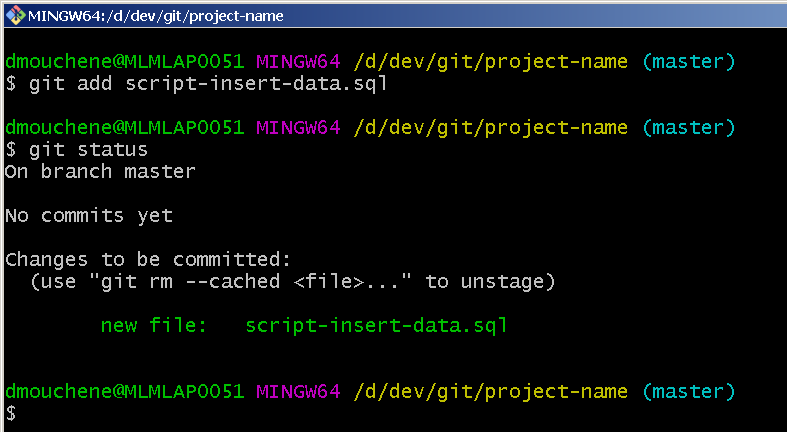 MINGW64:/d/dev/git/project-name
dmouchene@MLMLAP0051 MINGW64 /d/dev/git/project-name (master)
$ git add script-insert-data.sql
dmouchene@MLMLAP0051 MINGW64 /d/dev/git/project-name (master)
$ git status
On branch master
No commits yet
Changes to be committed:
(use "git rm --cached <file>..." to unstage)
new file: script-insert-data.sql
dmouchene@MLMLAP0051 MINGW64 /d/dev/git/project-name (master)
$